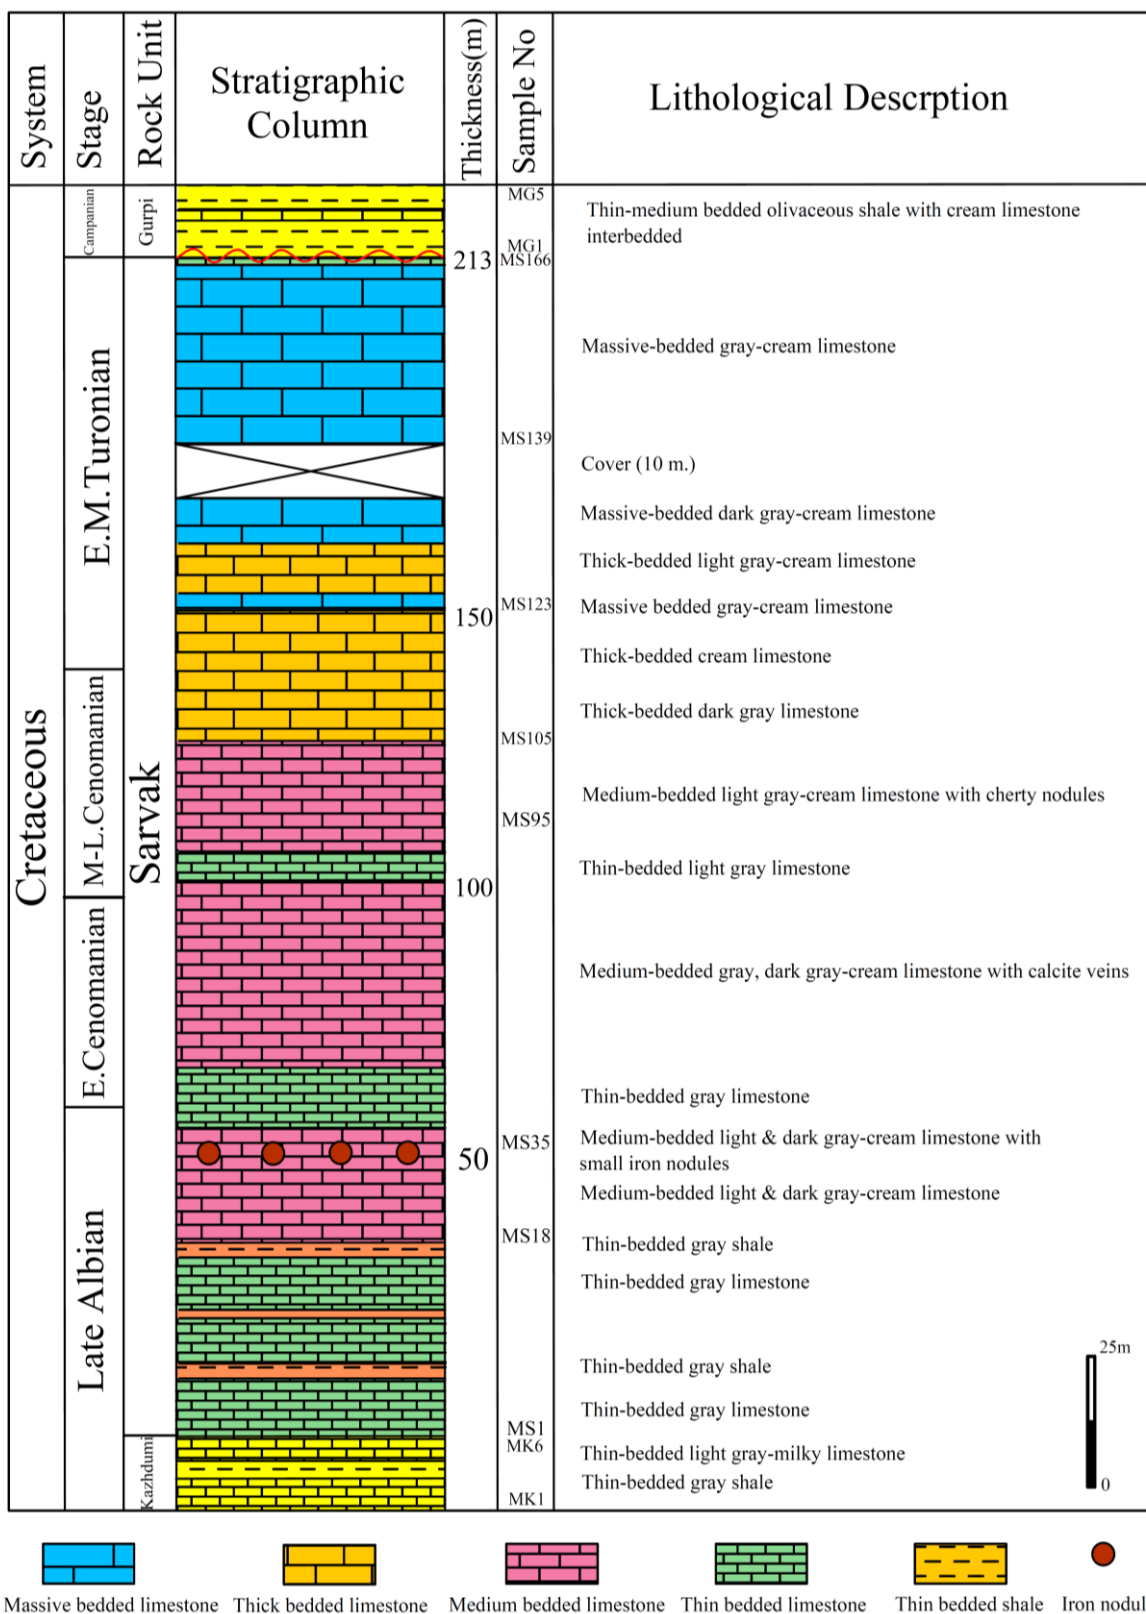 System
Stage
Rock Unit
Stratigraphic
Column
Thickness(m)
Sample No
Lithological Descrption
Cretaceous
Campanian
E.M.Turonian
M-L.Cenomanian
E.Cenomanian
Late Albian
Gurpi
Sarvak
Kazhdumi
213
150
100
50
MG5
MG1
MS166
MS139
MS123
MS105
MS95
MS35
MS18
MS1
MK6
MK1
Thin-medium bedded olivaceous shale with cream limestone
interbedded
Massive-bedded gray-cream limestone
Cover (10 m.)
Massive-bedded dark gray-cream limestone
Thick-bedded light gray-cream limestone
Massive bedded gray-cream limestone
Thick-bedded cream limestone
Thick-bedded dark gray limestone
Medium-bedded light gray-cream limestone with cherty nodules
Thin-bedded light gray limestone
Medium-bedded gray, dark gray-cream limestone with calcite veins
Thin-bedded gray limestone
Medium-bedded light & dark gray-cream limestone with
small iron nodules
Medium-bedded light & dark gray-cream limestone
Thin-bedded gray shale
Thin-bedded gray limestone
Thin-bedded gray shale
Thin-bedded gray limestone
Thin-bedded light gray-milky limestone
Thin-bedded gray shale
25m
0
Massive bedded limestone
Thick bedded limestone
Medium bedded limestone
Thin bedded limestone
Thin bedded shale
Iron nodul